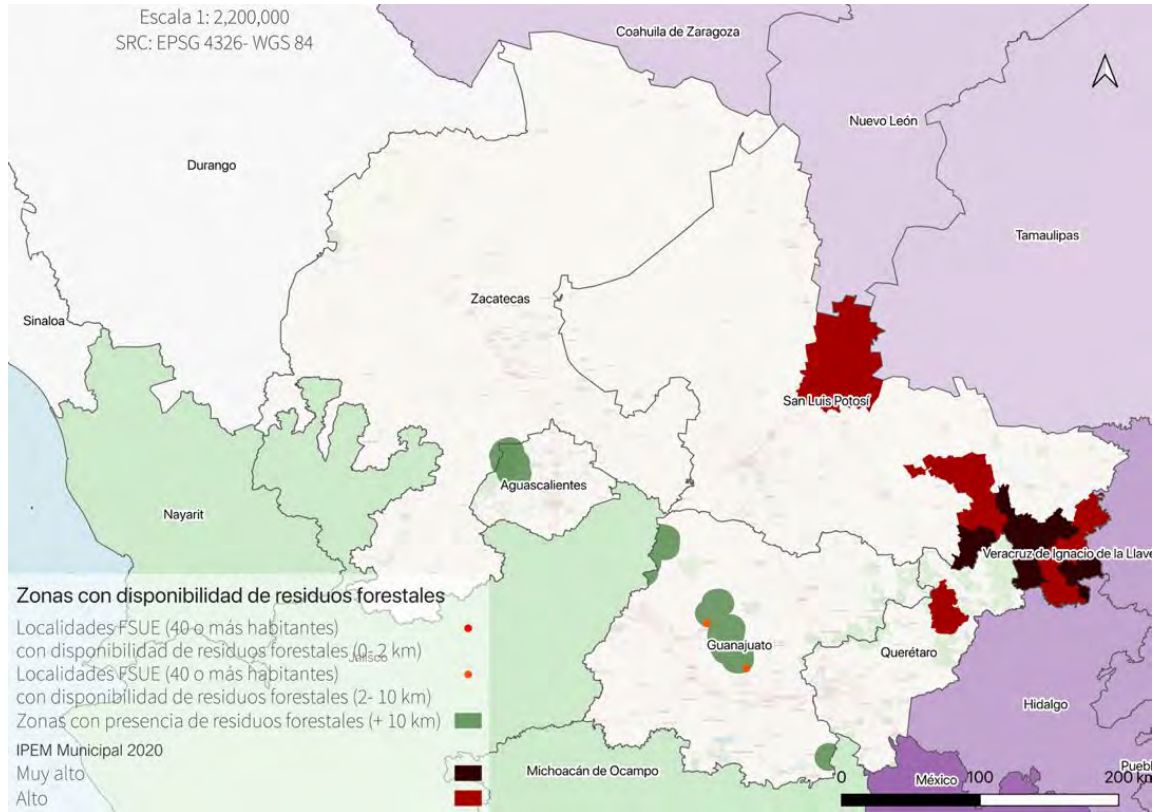 Escala 1: 2,200,000
SRC: EPSG 4326- WGS 84
Coahuila de Zaragoza
Nuevo León
Durango
Tamaulipas
Zacatecas
Sinaloa
San Luis Potosí
Aguascalientes
Nayarit
Veracruz de Ignacio de la Llave
Zonas con disponibilidad de residuos forestales
Localidades FSUE (40 o más habitantes)
con disponibilidad de residuos forestales (0- 2 km)
Jalisco
Localidades FSUE (40 o más habitantes)
con disponibilidad de residuos forestales (2- 10 km)
Zonas con presencia de residuos forestales (+ 10 km)
IPEM Municipal 2020
Muy alto
Alto
Guanajuato
Querétaro
Hidalgo
Michoacán de Ocampo
México
Puebl
0 100 200 km